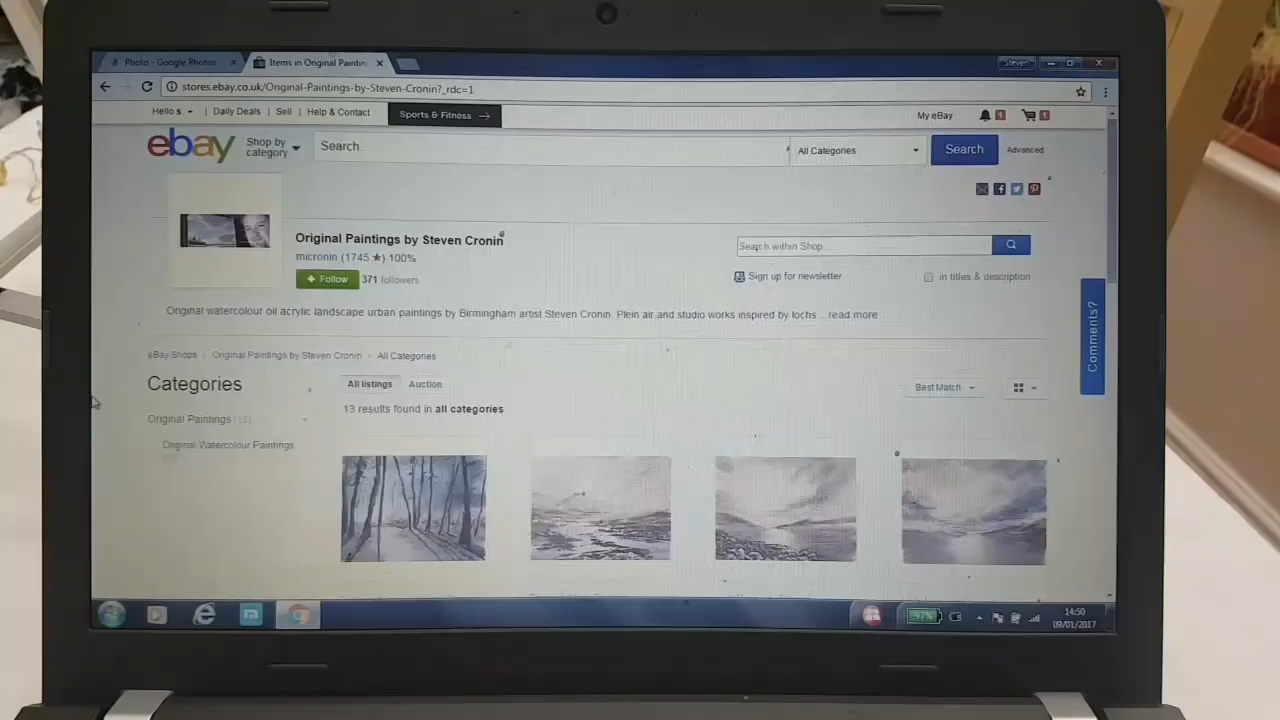 Photo - Google Photos
Items in Original Paintin
Steven
stores.ebay.co.uk/Original-Paintings-by-Steven-Cronin?_rdc=1
Hello s Daily Deals Sell Help & Contact Sports & Fitness → My eBay 1 1
ebay Shop by category Search All Categories Search Advanced
Original Paintings by Steven Cronin
Search within Shop...
micronin (1745 ★) 100%
+ Follow 371 followers
Sign up for newsletter in titles & description
Original watercolour oil acrylic landscape urban paintings by Birmingham artist Steven Cronin. Plein air and studio works inspired by lochs ...read more
Comments?
eBay Shops > Original Paintings by Steven Cronin > All Categories
Categories
All listings Auction Best Match
13 results found in all categories
Original Paintings (13)
Original Watercolour Paintings
97%
14:50
09/01/2017